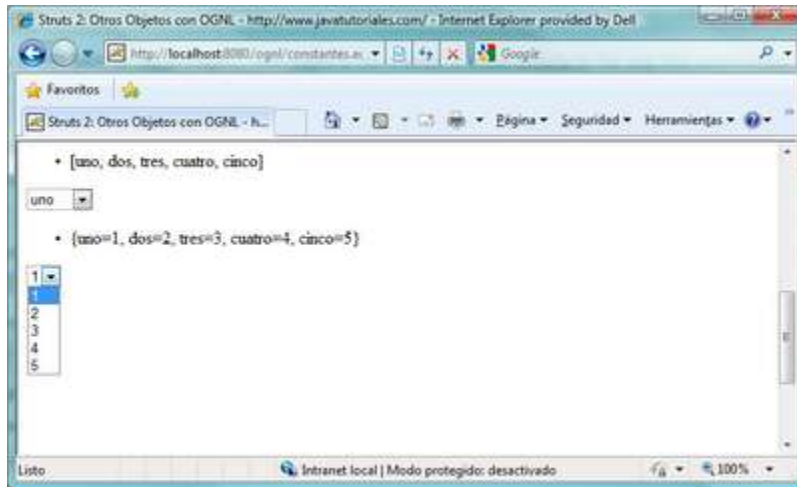 Struts 2: Otros Objetos con OGNL - http://www.javatutoriales.com/ - Internet Explorer provided by Dell
http://localhost:8080/ognl/constantes.ac
Google
Favoritos
Struts 2: Otros Objetos con OGNL - h...
Página
Seguridad
Herramientas
• [uno, dos, tres, cuatro, cinco]
uno
• {uno=1, dos=2, tres=3, cuatro=4, cinco=5}
1
1
2
3
4
5
Listo
Intranet local | Modo protegido: desactivado
100%